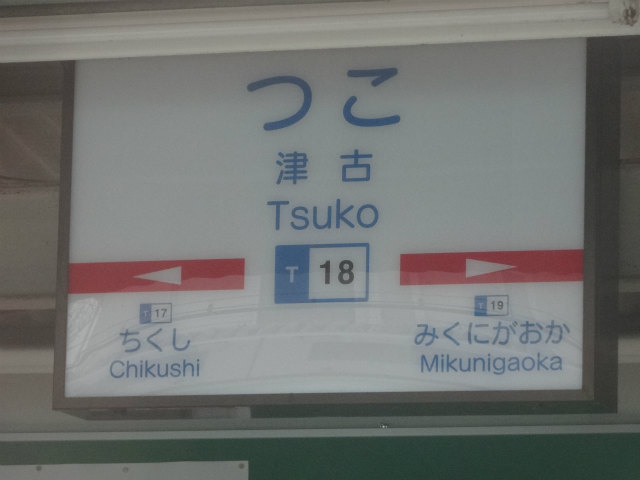 つこ
津古
Tsuko
T 18
T 17
ちくし
Chikushi
T 19
みくにがおか
Mikunigaoka